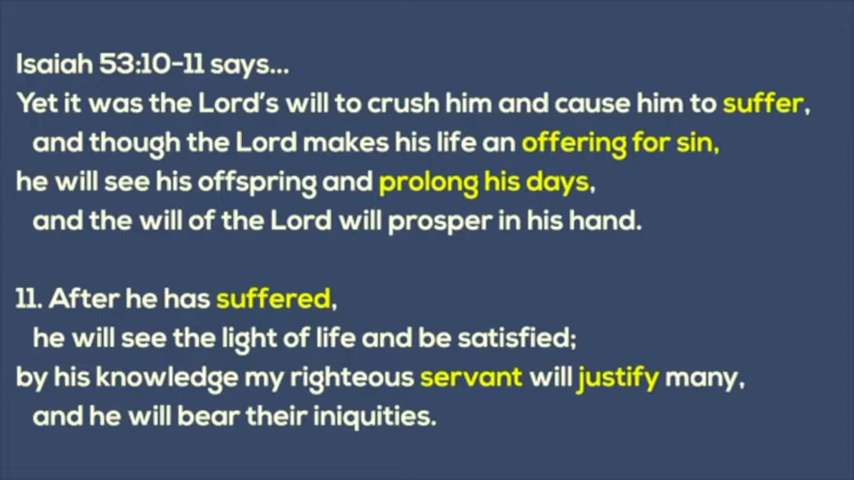 Isaiah 53:10-11 says...
Yet it was the Lord's will to crush him and cause him to suffer,
and though the Lord makes his life an offering for sin,
he will see his offspring and prolong his days,
and the will of the Lord will prosper in his hand.
11. After he has suffered,
he will see the light of life and be satisfied;
by his knowledge my righteous servant will justify many,
and he will bear their iniquities.